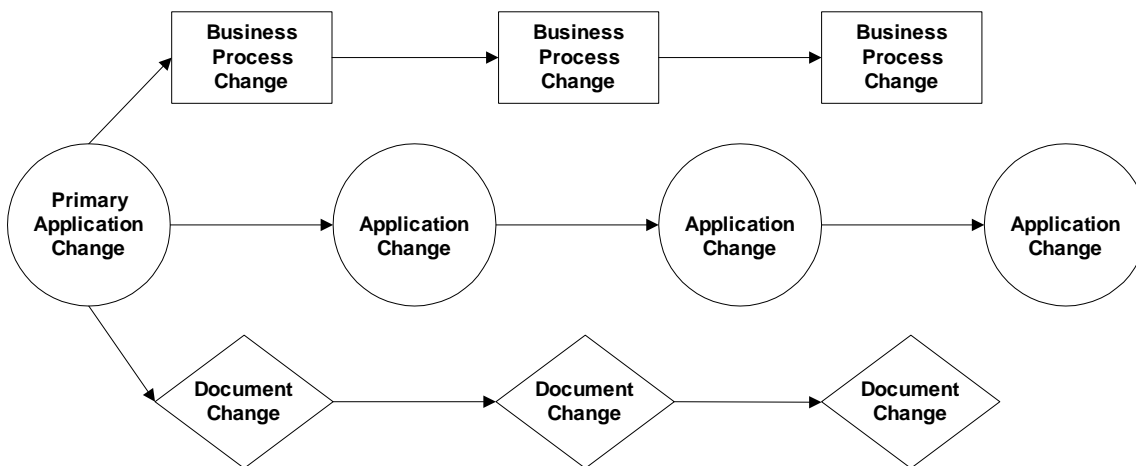 Business
Process
Change
Business
Process
Change
Business
Process
Change
Primary
Application
Change
Application
Change
Application
Change
Application
Change
Document
Change
Document
Change
Document
Change